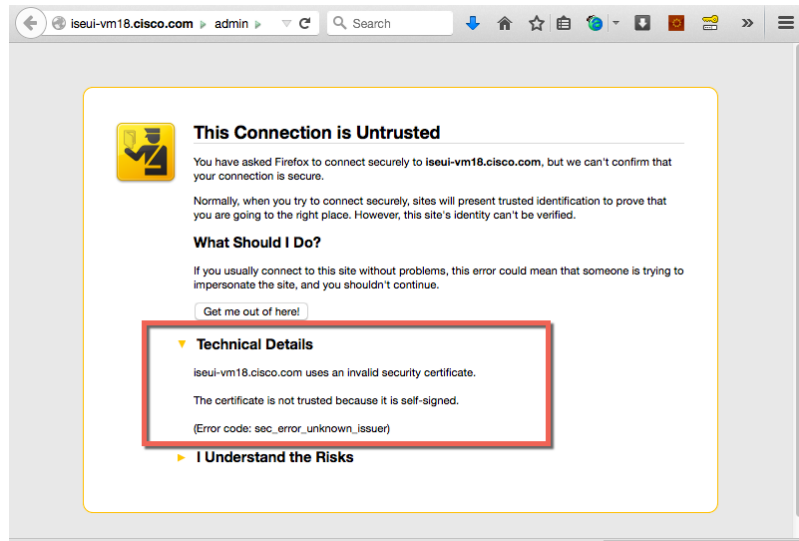 iseui-vm18.cisco.com admin Search
This Connection is Untrusted
You have asked Firefox to connect securely to iseui-vm18.cisco.com, but we can't confirm that
your connection is secure.
Normally, when you try to connect securely, sites will present trusted identification to prove that
you are going to the right place. However, this site's identity can't be verified.
What Should I Do?
If you usually connect to this site without problems, this error could mean that someone is trying to
impersonate the site, and you shouldn't continue.
Get me out of here!
Technical Details
iseui-vm18.cisco.com uses an invalid security certificate.
The certificate is not trusted because it is self-signed.
(Error code: sec_error_unknown_issuer)
I Understand the Risks